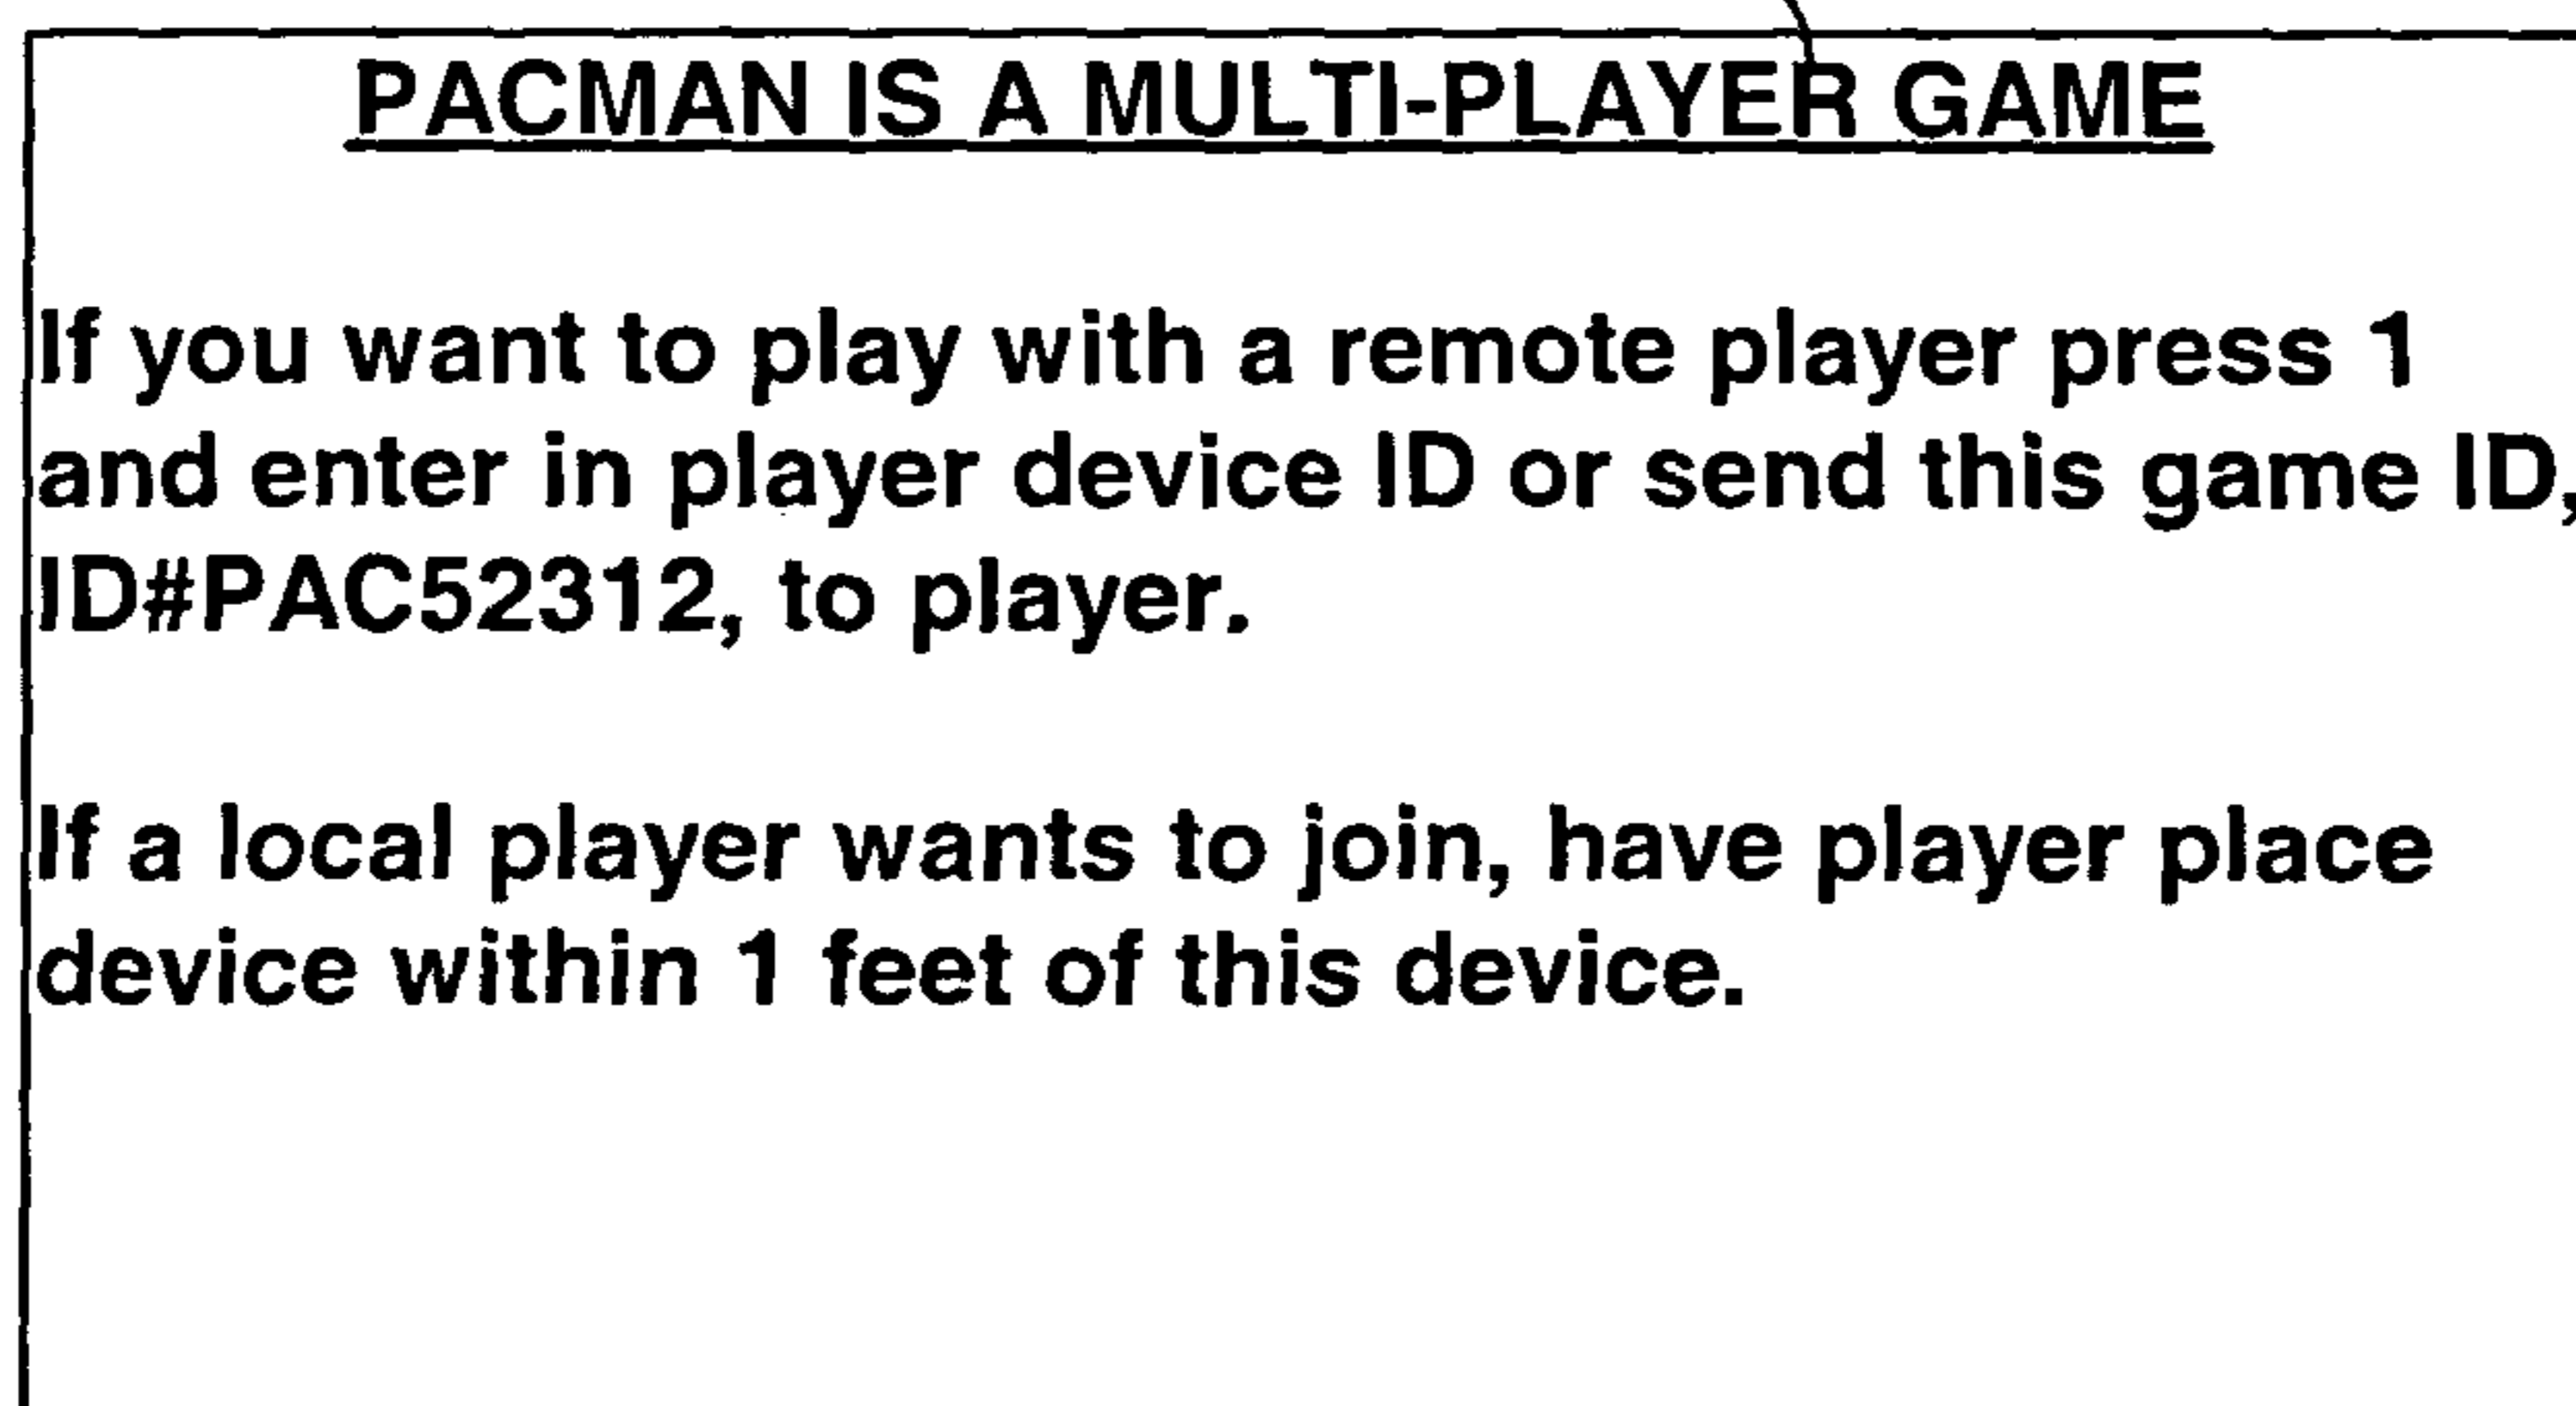 PACMAN IS A MULTI-PLAYER GAME
If you want to play with a remote player press 1
and enter in player device ID or send this game ID,
ID#PAC52312, to player.
If a local player wants to join, have player place
device within 1 feet of this device.